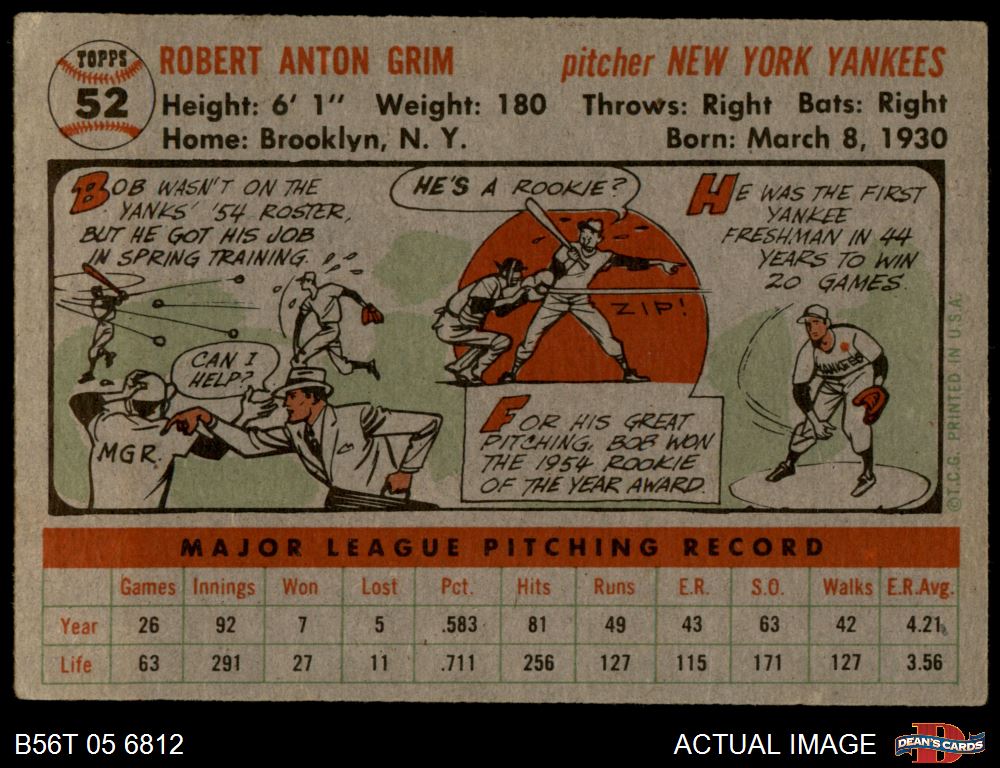 TOPPS
52
ROBERT ANTON GRIM
pitcher NEW YORK YANKEES
Height: 6' 1" Weight: 180 Throws: Right Bats: Right
Home: Brooklyn, N. Y. Born: March 8, 1930
BOB WASN'T ON THE
YANKS' '54 ROSTER,
BUT HE GOT HIS JOB
IN SPRING TRAINING.
CAN I
HELP?
MGR.
HE'S A ROOKIE?
ZIP!
FOR HIS GREAT
PITCHING, BOB WON
THE 1954 ROOKIE
OF THE YEAR AWARD.
HE WAS THE FIRST
YANKEE
FRESHMAN IN 44
YEARS TO WIN
20 GAMES.
YANKEES
©T.C.G. PRINTED IN U.S.A.
MAJOR LEAGUE PITCHING RECORD
Games Innings Won Lost Pct. Hits Runs E.R. S.O. Walks E.R.Avg.
Year 26 92 7 5 .583 81 49 43 63 42 4.21
Life 63 291 27 11 .711 256 127 115 171 127 3.56
B56T 05 6812
ACTUAL IMAGE
D
DEAN'S CARDS